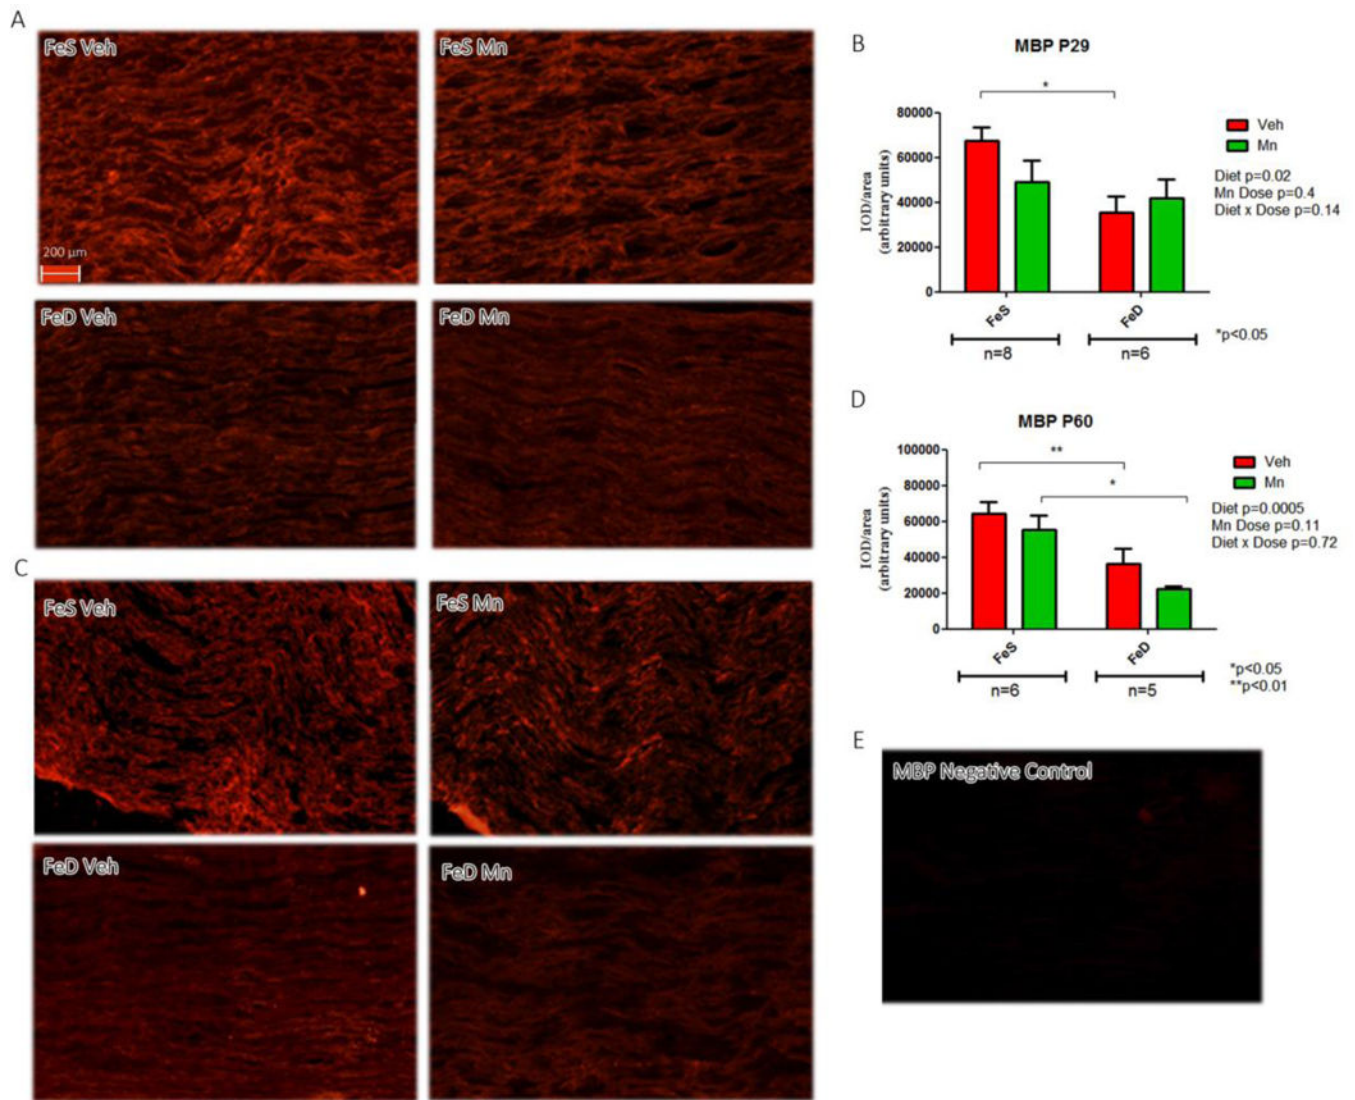 A
FeS Veh
FeS Mn
200 µm
FeD Veh
FeD Mn
B
MBP P29
*
80000
60000
40000
20000
0
IOD/area
(arbitrary units)
Veh
Mn
Diet p=0.02
Mn Dose p=0.4
Diet x Dose p=0.14
FeS
FeD
n=8
n=6
*p<0.05
C
FeS Veh
FeS Mn
FeD Veh
FeD Mn
D
MBP P60
**
*
100000
80000
60000
40000
20000
0
IOD/area
(arbitrary units)
Veh
Mn
Diet p=0.0005
Mn Dose p=0.11
Diet x Dose p=0.72
FeS
FeD
n=6
n=5
*p<0.05
**p<0.01
E
MBP Negative Control